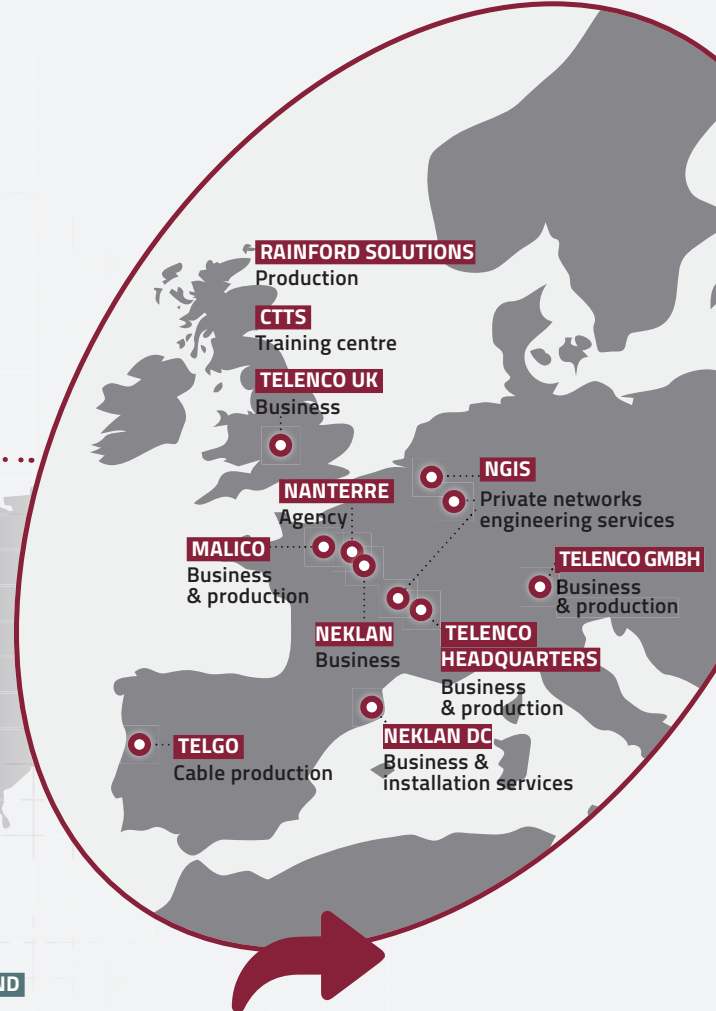 RAINFORD SOLUTIONS
Production
CTTS
Training centre
TELENCO UK
Business
NGIS
Private networks
engineering services
NANTERRE
Agency
MALICO
Business
& production
TELENCO GMBH
Business
& production
NEKLAN
Business
TELENCO
HEADQUARTERS
Business
& production
NEKLAN DC
Business &
installation services
TELGO
Cable production